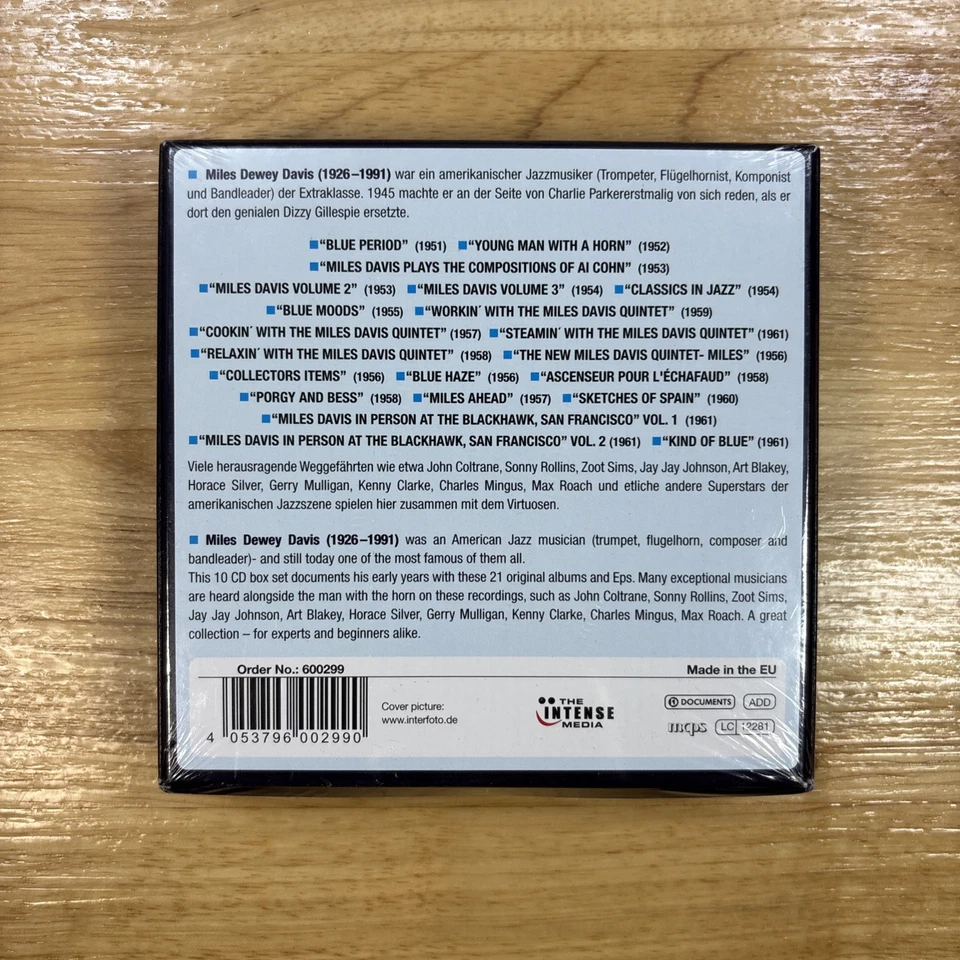 ■ Miles Dewey Davis (1926–1991) war ein amerikanischer Jazzmusiker (Trompeter, Flügelhornist, Komponist
und Bandleader) der Extraklasse. 1945 machte er an der Seite von Charlie Parkererstmalig von sich reden, als er
dort den genialen Dizzy Gillespie ersetzte.
■“BLUE PERIOD” (1951) ■“YOUNG MAN WITH A HORN” (1952)
■“MILES DAVIS PLAYS THE COMPOSITIONS OF AI COHN” (1953)
■“MILES DAVIS VOLUME 2” (1953) ■“MILES DAVIS VOLUME 3” (1954) ■“CLASSICS IN JAZZ” (1954)
■“BLUE MOODS” (1955) ■“WORKIN´ WITH THE MILES DAVIS QUINTET” (1959)
■“COOKIN´ WITH THE MILES DAVIS QUINTET” (1957) ■“STEAMIN´ WITH THE MILES DAVIS QUINTET” (1961)
■“RELAXIN´ WITH THE MILES DAVIS QUINTET” (1958) ■“THE NEW MILES DAVIS QUINTET- MILES” (1956)
■“COLLECTORS ITEMS” (1956) ■“BLUE HAZE” (1956) ■“ASCENSEUR POUR L'ÉCHAFAUD” (1958)
■“PORGY AND BESS” (1958) ■“MILES AHEAD” (1957) ■“SKETCHES OF SPAIN” (1960)
■“MILES DAVIS IN PERSON AT THE BLACKHAWK, SAN FRANCISCO” VOL. 1 (1961)
■“MILES DAVIS IN PERSON AT THE BLACKHAWK, SAN FRANCISCO” VOL. 2 (1961) ■“KIND OF BLUE” (1961)
Viele herausragende Weggefährten wie etwa John Coltrane, Sonny Rollins, Zoot Sims, Jay Jay Johnson, Art Blakey,
Horace Silver, Gerry Mulligan, Kenny Clarke, Charles Mingus, Max Roach und etliche andere Superstars der
amerikanischen Jazzszene spielen hier zusammen mit dem Virtuosen.
■ Miles Dewey Davis (1926–1991) was an American Jazz musician (trumpet, flugelhorn, composer and
bandleader)- and still today one of the most famous of them all.
This 10 CD box set documents his early years with these 21 original albums and Eps. Many exceptional musicians
are heard alongside the man with the horn on these recordings, such as John Coltrane, Sonny Rollins, Zoot Sims,
Jay Jay Johnson, Art Blakey, Horace Silver, Gerry Mulligan, Kenny Clarke, Charles Mingus, Max Roach. A great
collection – for experts and beginners alike.
Order No.: 600299
Made in the EU
4 053796 002990
Cover picture:
www.interfoto.de
THE
INTENSE
MEDIA
DOCUMENTS ADD
mcps LC 12281